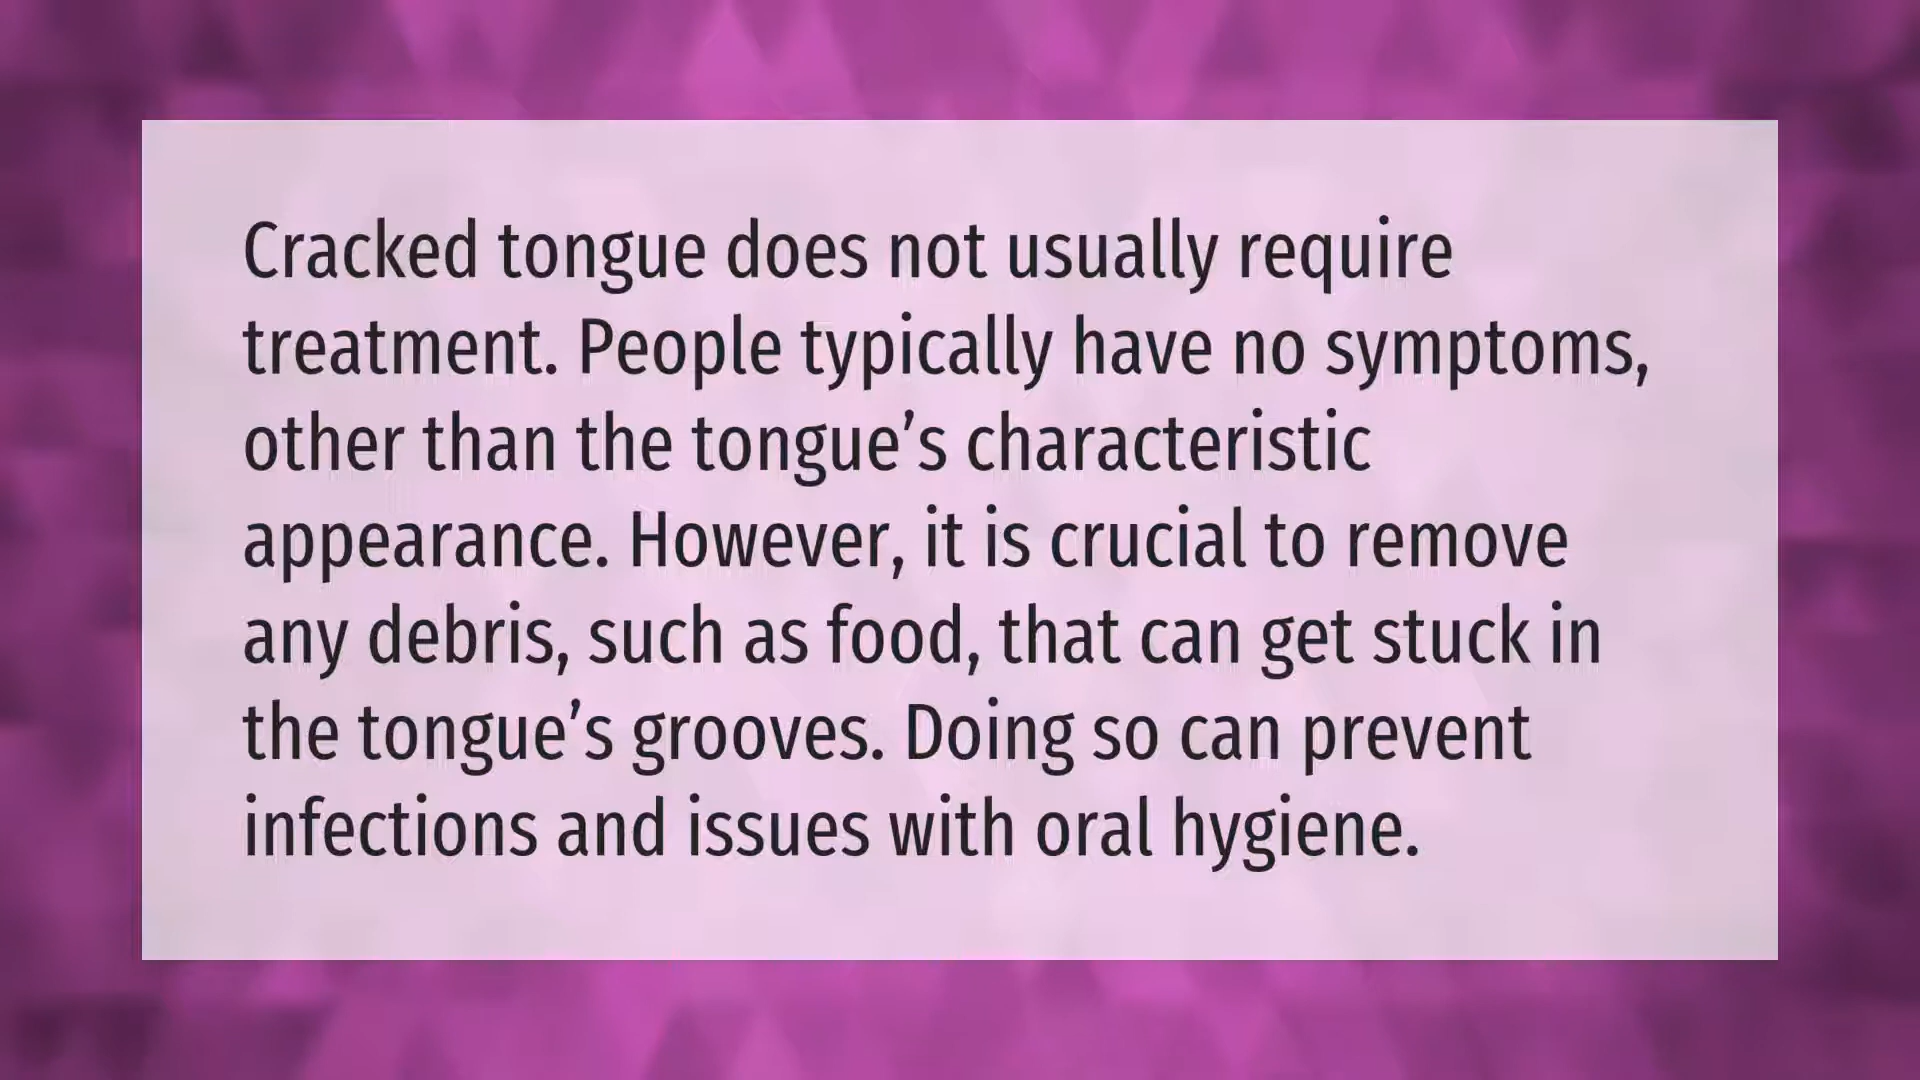 Cracked tongue does not usually require
treatment. People typically have no symptoms,
other than the tongue’s characteristic
appearance. However, it is crucial to remove
any debris, such as food, that can get stuck in
the tongue’s grooves. Doing so can prevent
infections and issues with oral hygiene.